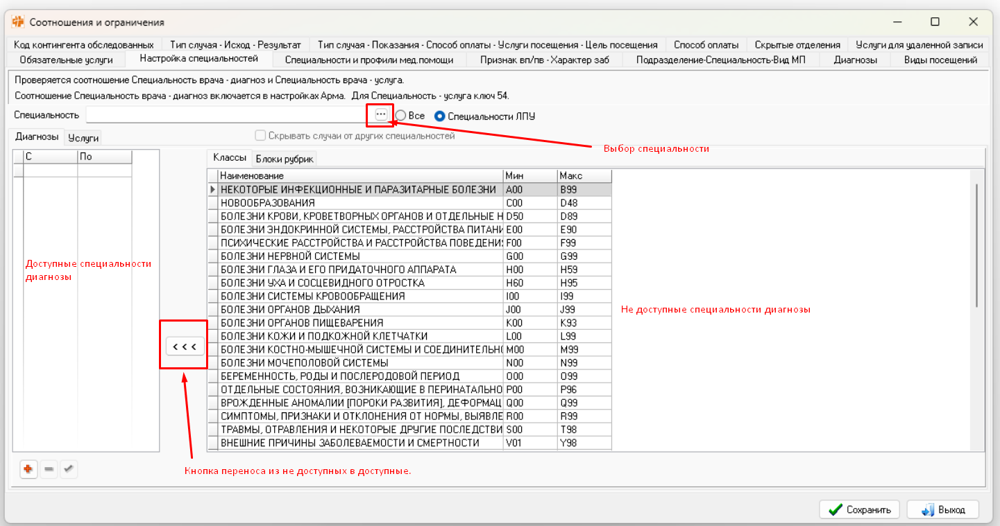 Соотношения и ограничения
Код контингента обследованных Тип случая - Исход - Результат Тип случая - Показания - Способ оплаты - Услуги посещения - Цель посещения Способ оплаты Скрытые отделения Услуги для удаленной записи
Обязательные услуги Настройка специальностей Специальности и профили мед.помощи Признак вп/пв - Характер заб Подразделение-Специальность-Вид МП Диагнозы Виды посещений
Проверяется соотношение Специальность врача - диагноз и Специальность врача - услуга.
Соотношение Специальность врача - диагноз включается в настройках Арма. Для Специальность - услуга ключ 54.
Специальность ... Все Специальности ЛПУ
Диагнозы Услуги Скрывать случаи от других специальностей
Выбор специальности
С По
Классы Блоки рубрик
Наименование Мин Макс
НЕКОТОРЫЕ ИНФЕКЦИОННЫЕ И ПАРАЗИТАРНЫЕ БОЛЕЗНИ A00 B99
НОВООБРАЗОВАНИЯ C00 D48
БОЛЕЗНИ КРОВИ, КРОВЕТВОРНЫХ ОРГАНОВ И ОТДЕЛЬНЫЕ Н D50 D89
БОЛЕЗНИ ЭНДОКРИННОЙ СИСТЕМЫ, РАССТРОЙСТВА ПИТАНИ E00 E90
ПСИХИЧЕСКИЕ РАССТРОЙСТВА И РАССТРОЙСТВА ПОВЕДЕНИ F00 F99
БОЛЕЗНИ НЕРВНОЙ СИСТЕМЫ G00 G99
БОЛЕЗНИ ГЛАЗА И ЕГО ПРИДАТОЧНОГО АППАРАТА H00 H59
БОЛЕЗНИ УХА И СОСЦЕВИДНОГО ОТРОСТКА H60 H95
БОЛЕЗНИ СИСТЕМЫ КРОВООБРАЩЕНИЯ I00 I99
БОЛЕЗНИ ОРГАНОВ ДЫХАНИЯ J00 J99
БОЛЕЗНИ ОРГАНОВ ПИЩЕВАРЕНИЯ K00 K93
БОЛЕЗНИ КОЖИ И ПОДКОЖНОЙ КЛЕТЧАТКИ L00 L99
БОЛЕЗНИ КОСТНО-МЫШЕЧНОЙ СИСТЕМЫ И СОЕДИНИТЕЛЬН M00 M99
БОЛЕЗНИ МОЧЕПОЛОВОЙ СИСТЕМЫ N00 N99
БЕРЕМЕННОСТЬ, РОДЫ И ПОСЛЕРОДОВОЙ ПЕРИОД O00 O99
ОТДЕЛЬНЫЕ СОСТОЯНИЯ, ВОЗНИКАЮЩИЕ В ПЕРИНАТАЛЬНО P00 P96
ВРОЖДЕННЫЕ АНОМАЛИИ [ПОРОКИ РАЗВИТИЯ], ДЕФОРМАЦ Q00 Q99
СИМПТОМЫ, ПРИЗНАКИ И ОТКЛОНЕНИЯ ОТ НОРМЫ, ВЫЯВЛЕ R00 R99
ТРАВМЫ, ОТРАВЛЕНИЯ И НЕКОТОРЫЕ ДРУГИЕ ПОСЛЕДСТВИ S00 T98
ВНЕШНИЕ ПРИЧИНЫ ЗАБОЛЕВАЕМОСТИ И СМЕРТНОСТИ V01 Y98
Доступные специальности
диагнозы
Не доступные специальности диагнозы
< < <
Кнопка переноса из не доступных в доступные.
Сохранить Выход